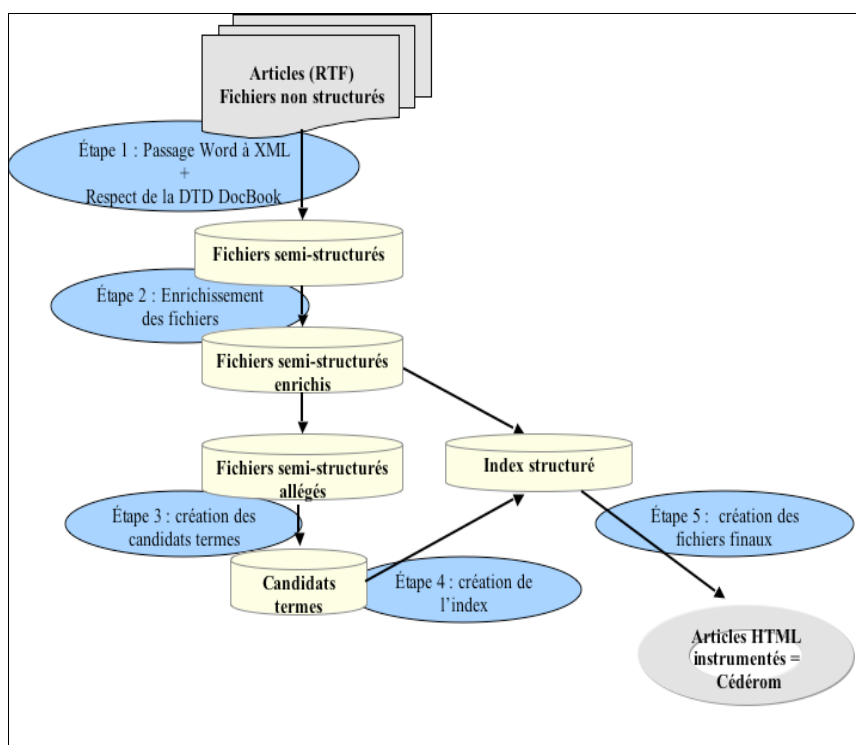 Articles (RTF)
Fichiers non structurés
Étape 1 : Passage Word à XML
+
Respect de la DTD DocBook
Fichiers semi-structurés
Étape 2 : Enrichissement
des fichiers
Fichiers semi-structurés
enrichis
Fichiers semi-structurés
allégés
Index structuré
Étape 3 : création des
candidats termes
Étape 5 : création des
fichiers finaux
Candidats
termes
Étape 4 : création de
l’index
Articles HTML
instrumentés =
Cédérom